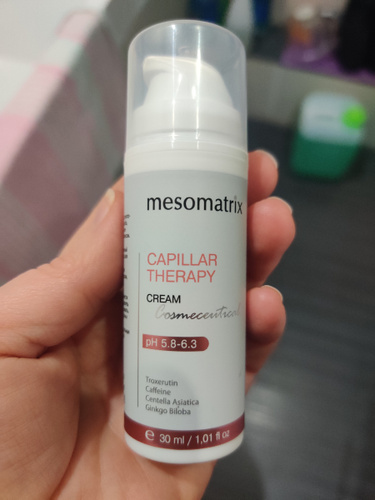 mesomatrix
CAPILLAR
THERAPY
CREAM
Cosmeceutical
pH 5.8-6.3
Troxerutin
Caffeine
Centella Asiatica
Ginkgo Biloba
e 30 ml / 1,01 fl oz